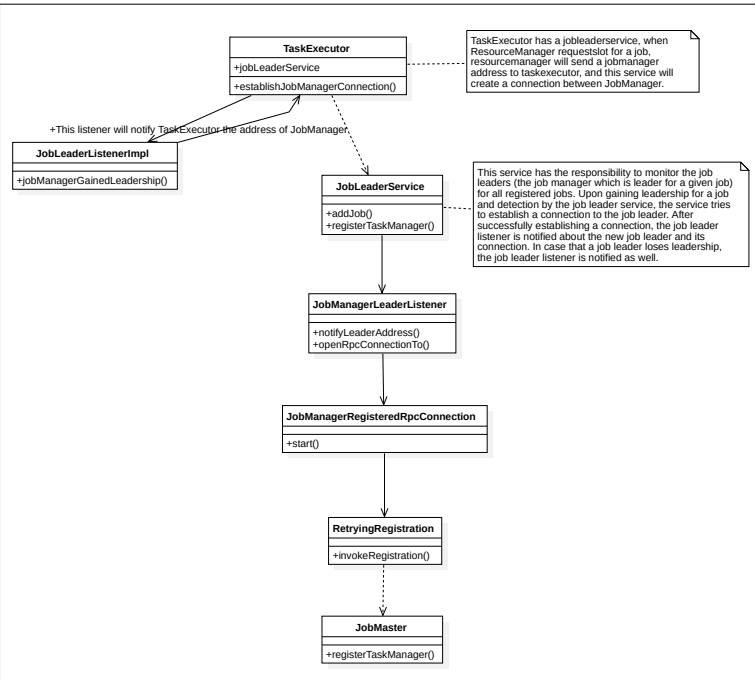 TaskExecutor
+jobLeaderService
+establishJobManagerConnection()
TaskExecutor has a jobleaderservice, when
ResourceManager requestslot for a job,
resourcemanager will send a jobmanager
address to taskexecutor, and this service will
create a connection between JobManager.
+This listener will notify TaskExecutor the address of JobManager.
JobLeaderListenerImpl
+jobManagerGainedLeadership()
JobLeaderService
+addJob()
+registerTaskManager()
This service has the responsibility to monitor the job
leaders (the job manager which is leader for a given job)
for all registered jobs. Upon gaining leadership for a job
and detection by the job leader service, the service tries
to establish a connection to the job leader. After
successfully establishing a connection, the job leader
listener is notified about the new job leader and its
connection. In case that a job leader loses leadership,
the job leader listener is notified as well.
JobManagerLeaderListener
+notifyLeaderAddress()
+openRpcConnectionTo()
JobManagerRegisteredRpcConnection
+start()
RetryingRegistration
+invokeRegistration()
JobMaster
+registerTaskManager()